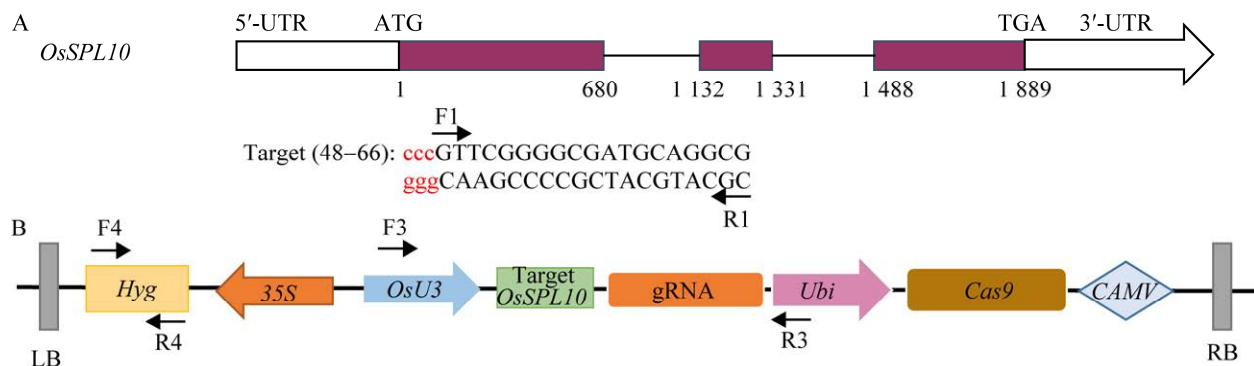 A
5′-UTR ATG TGA 3′-UTR
OsSPL10
1 680 1 132 1 331 1 488 1 889
F1
Target (48−66): cccGTTCGGGGCGATGCAGGCG
gggCAAGCCCCGCTACGTACGC
R1
B
F4 F3
Hyg 35S OsU3 Target OsSPL10 gRNA Ubi Cas9 CAMV
R4 R3
LB RB